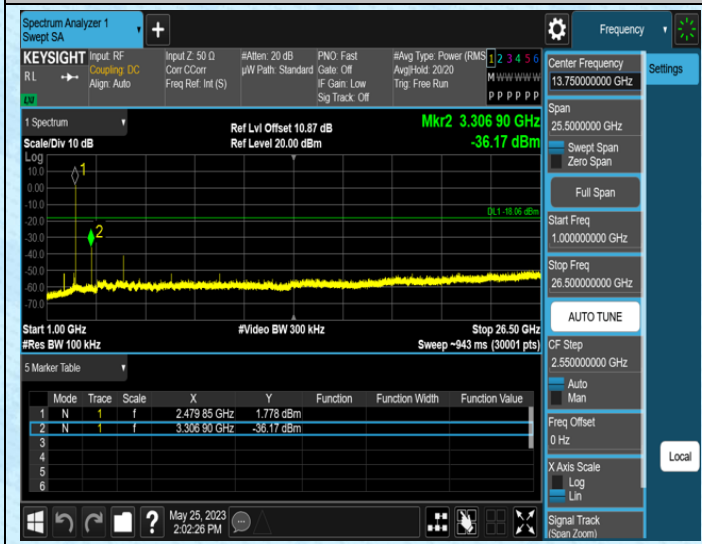 Spectrum Analyzer 1
Swept SA
+
Frequency
KEYSIGHT
RL
LXI
Input: RF
Coupling: DC
Align: Auto
Input Z: 50 Ω
Corr CCorr
Freq Ref: Int (S)
#Atten: 20 dB
µW Path: Standard
PNO: Fast
Gate: Off
IF Gain: Low
Sig Track: Off
#Avg Type: Power (RMS
Avg|Hold: 20/20
Trig: Free Run
1 2 3 4 5 6
M W W W W W
P P P P P P
1 Spectrum
Scale/Div 10 dB
Ref Lvl Offset 10.87 dB
Ref Level 20.00 dBm
Mkr2 3.306 90 GHz
-36.17 dBm
Log
10.0
0.00
-10.0
-20.0
-30.0
-40.0
-50.0
-60.0
-70.0
1
2
DL1 -18.06 dBm
Start 1.00 GHz
#Res BW 100 kHz
#Video BW 300 kHz
Stop 26.50 GHz
Sweep ~943 ms (30001 pts)
5 Marker Table
Mode Trace Scale X Y Function Function Width Function Value
1 N 1 f 2.479 85 GHz 1.778 dBm
2 N 1 f 3.306 90 GHz -36.17 dBm
3
4
5
6
?
May 25, 2023
2:02:26 PM
Center Frequency
13.750000000 GHz
Settings
Span
25.5000000 GHz
Swept Span
Zero Span
Full Span
Start Freq
1.000000000 GHz
Stop Freq
26.500000000 GHz
AUTO TUNE
CF Step
2.550000000 GHz
Auto
Man
Freq Offset
0 Hz
Local
X Axis Scale
Log
Lin
Signal Track
(Span Zoom)